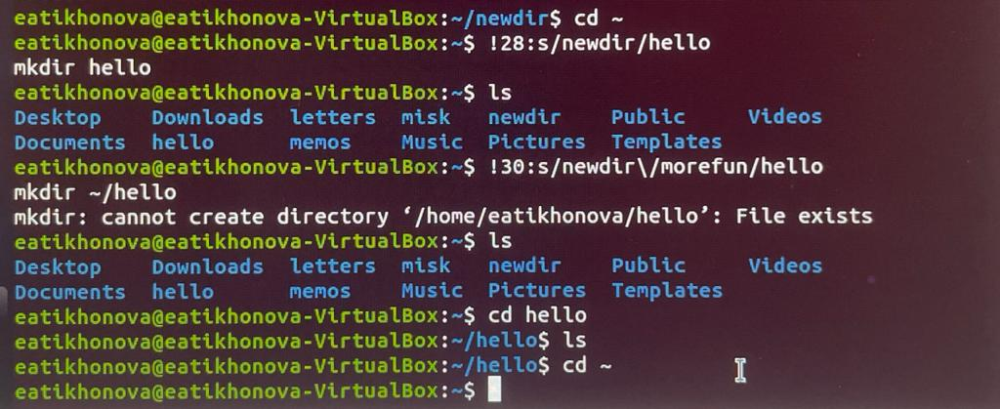 eatikhonova@eatikhonova-VirtualBox:~/newdir$ cd ~
eatikhonova@eatikhonova-VirtualBox:~$ !28:s/newdir/hello
mkdir hello
eatikhonova@eatikhonova-VirtualBox:~$ ls
Desktop Downloads letters misk newdir Public Videos
Documents hello memos Music Pictures Templates
eatikhonova@eatikhonova-VirtualBox:~$ !30:s/newdir\/morefun/hello
mkdir ~/hello
mkdir: cannot create directory ‘/home/eatikhonova/hello’: File exists
eatikhonova@eatikhonova-VirtualBox:~$ ls
Desktop Downloads letters misk newdir Public Videos
Documents hello memos Music Pictures Templates
eatikhonova@eatikhonova-VirtualBox:~$ cd hello
eatikhonova@eatikhonova-VirtualBox:~/hello$ ls
eatikhonova@eatikhonova-VirtualBox:~/hello$ cd ~
eatikhonova@eatikhonova-VirtualBox:~$